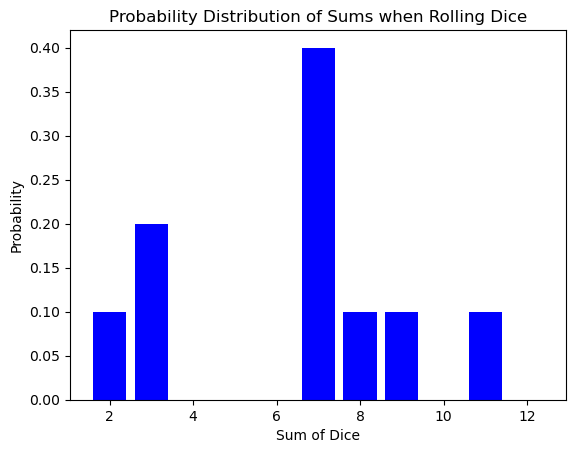 Probability Distribution of Sums when Rolling Dice
0.40
0.35
0.30
0.25
0.20
0.15
0.10
0.05
0.00
Probability
2 4 6 8 10 12
Sum of Dice